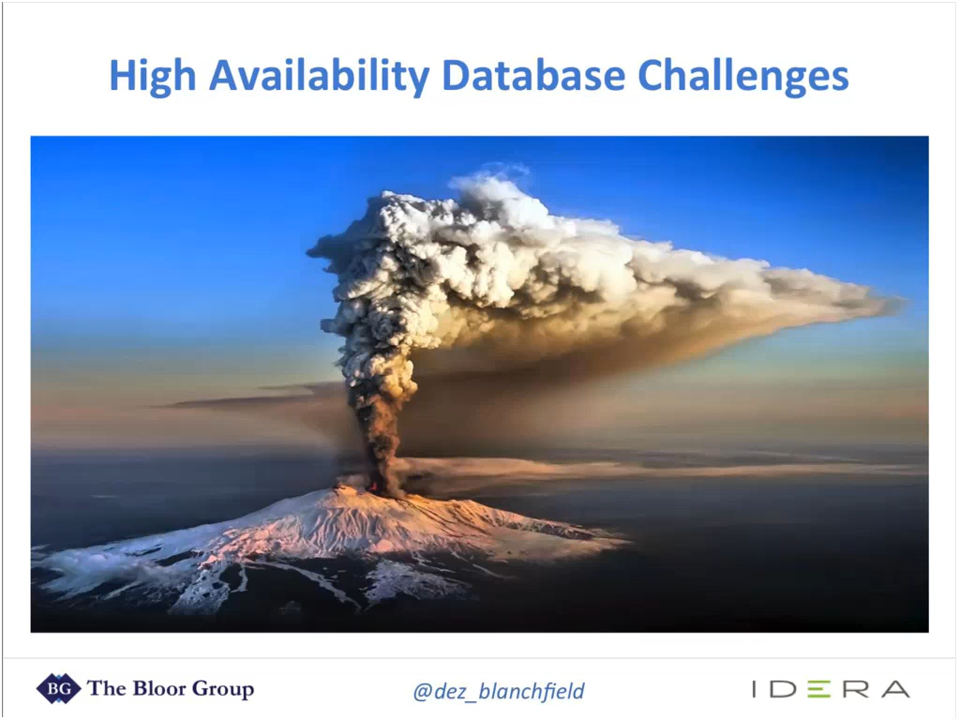 High Availability Database Challenges
BG The Bloor Group
@dez_blanchfield
IDERA